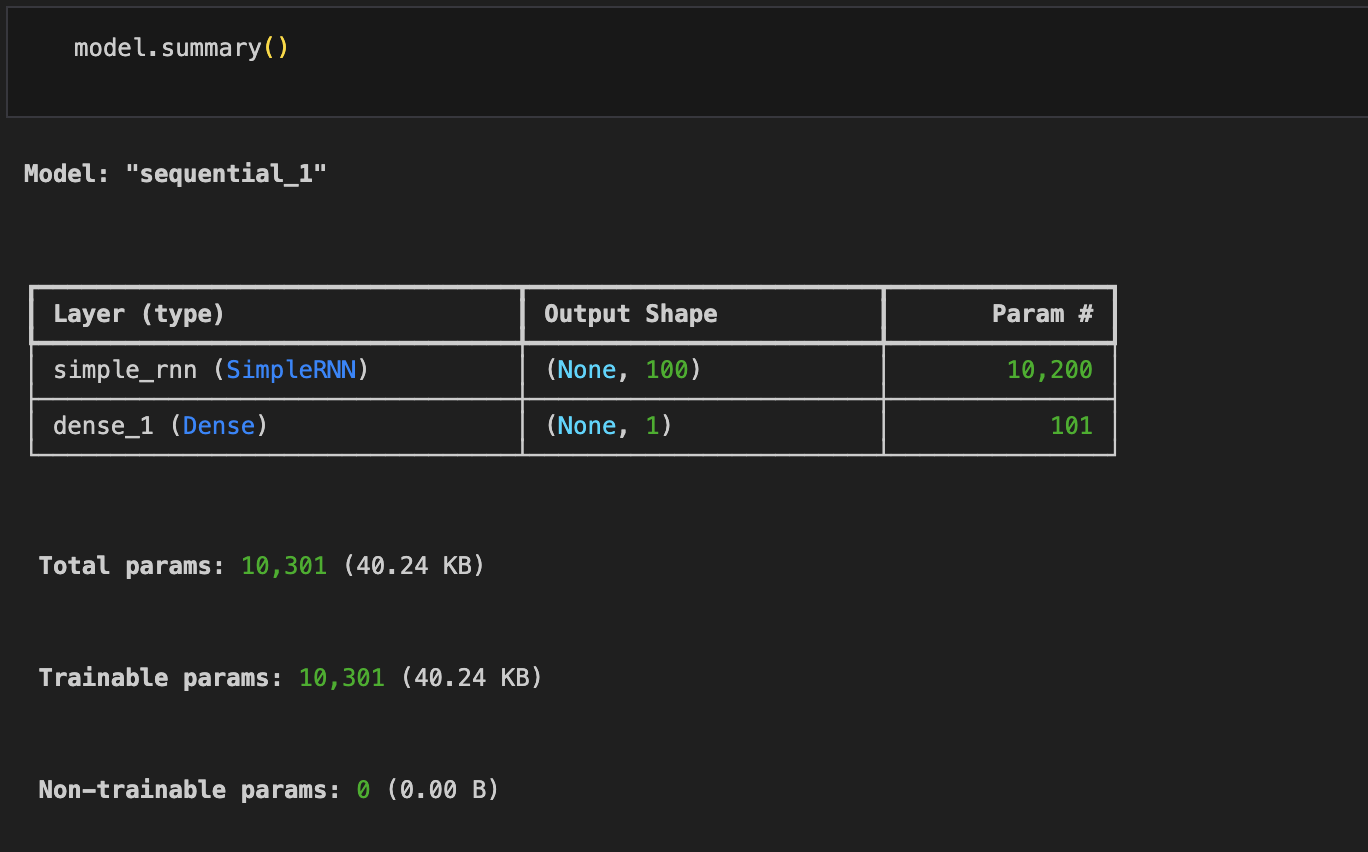 model.summary()
Model: "sequential_1"
Layer (type) Output Shape Param #
simple_rnn (SimpleRNN) (None, 100) 10,200
dense_1 (Dense) (None, 1) 101
Total params: 10,301 (40.24 KB)
Trainable params: 10,301 (40.24 KB)
Non-trainable params: 0 (0.00 B)